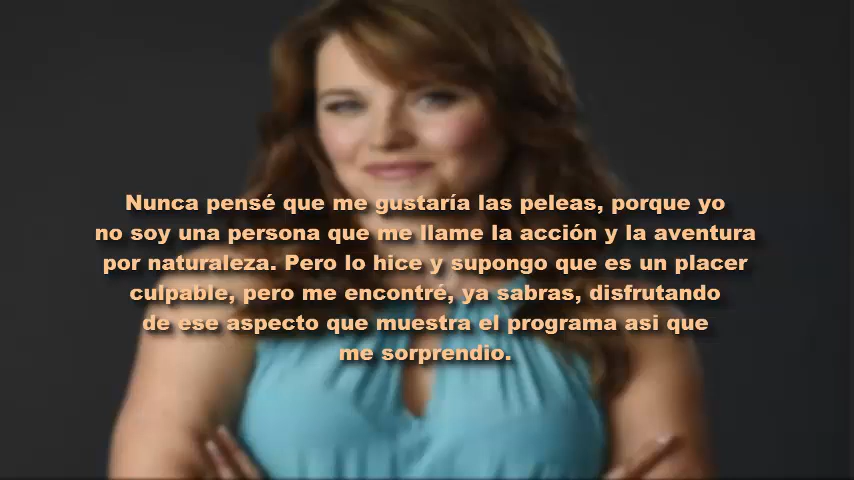 Nunca pensé que me gustaría las peleas, porque yo
no soy una persona que me llame la acción y la aventura
por naturaleza. Pero lo hice y supongo que es un placer
culpable, pero me encontré, ya sabras, disfrutando
de ese aspecto que muestra el programa asi que
me sorprendio.